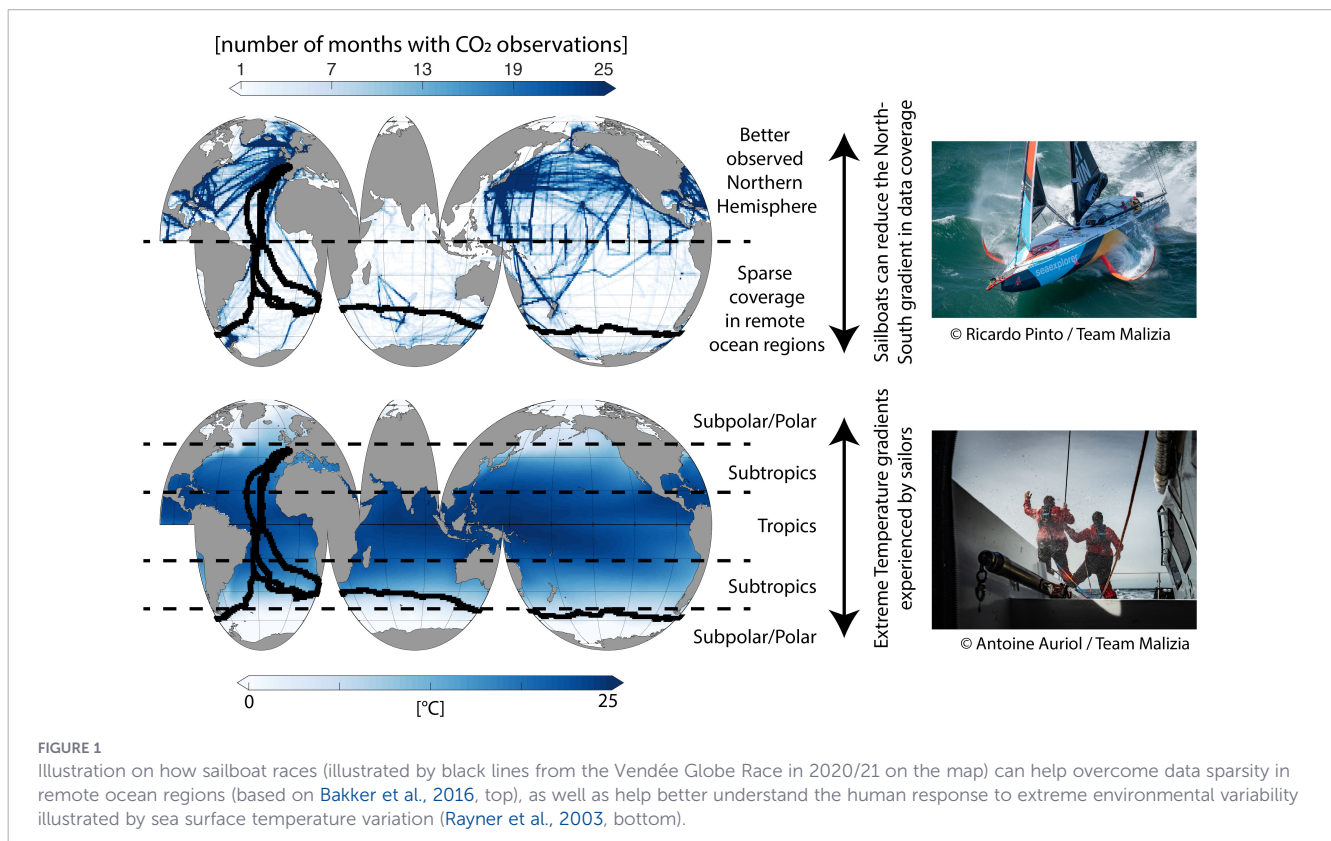 [number of months with CO₂ observations]
1 7 13 19 25
Better
observed
Northern
Hemisphere
Sparse
coverage
in remote
ocean regions
Sailboats can reduce the North-
South gradient in data coverage
seaexplorer
© Ricardo Pinto / Team Malizia
Subpolar/Polar
Subtropics
Tropics
Subtropics
Subpolar/Polar
Extreme Temperature gradients
experienced by sailors
© Antoine Auriol / Team Malizia
0 [°C] 25
FIGURE 1
Illustration on how sailboat races (illustrated by black lines from the Vendée Globe Race in 2020/21 on the map) can help overcome data sparsity in
remote ocean regions (based on Bakker et al., 2016, top), as well as help better understand the human response to extreme environmental variability
illustrated by sea surface temperature variation (Rayner et al., 2003, bottom).